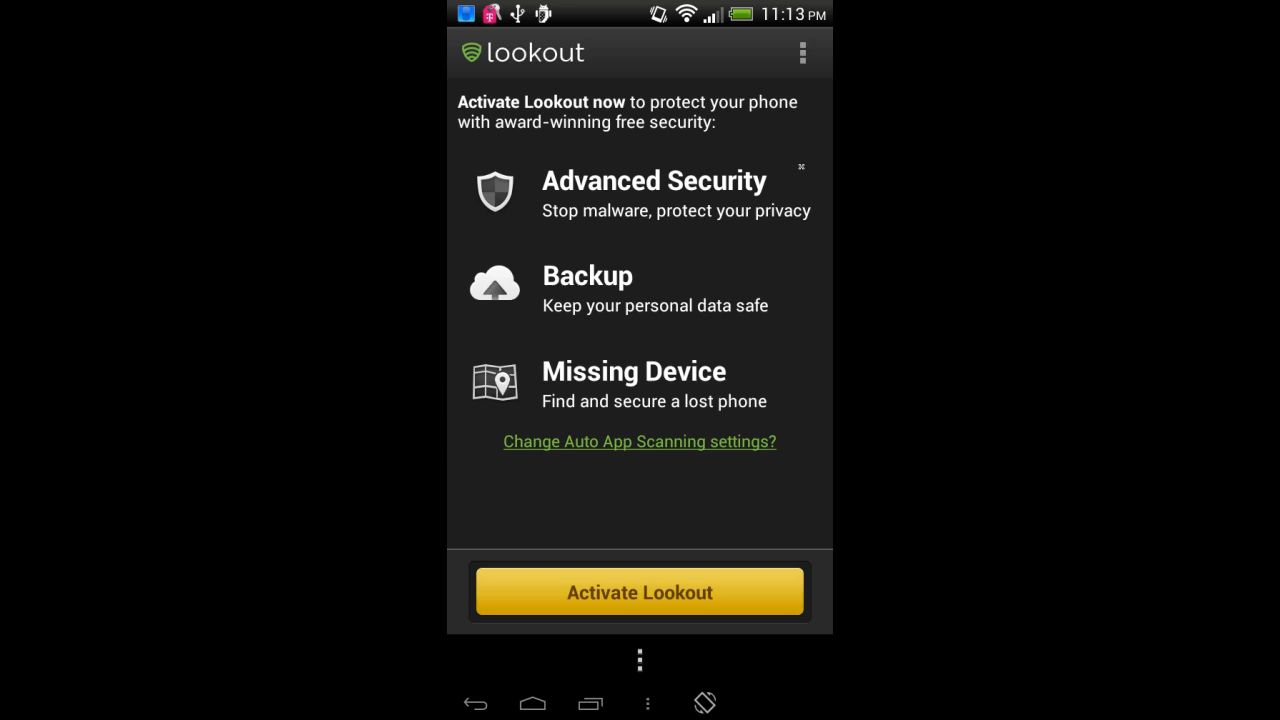 11:13 PM
lookout
Activate Lookout now to protect your phone
with award-winning free security:
Advanced Security
Stop malware, protect your privacy
Backup
Keep your personal data safe
Missing Device
Find and secure a lost phone
Change Auto App Scanning settings?
Activate Lookout